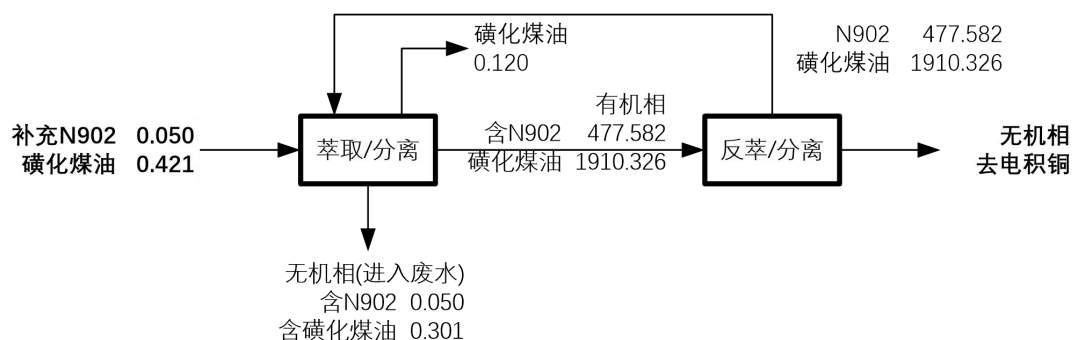 磺化煤油
0.120
N902 477.582
磺化煤油 1910.326
补充N902 0.050
磺化煤油 0.421
萃取/分离
有机相
含N902 477.582
磺化煤油 1910.326
反萃/分离
无机相
去电积铜
无机相(进入废水)
含N902 0.050
含磺化煤油 0.301